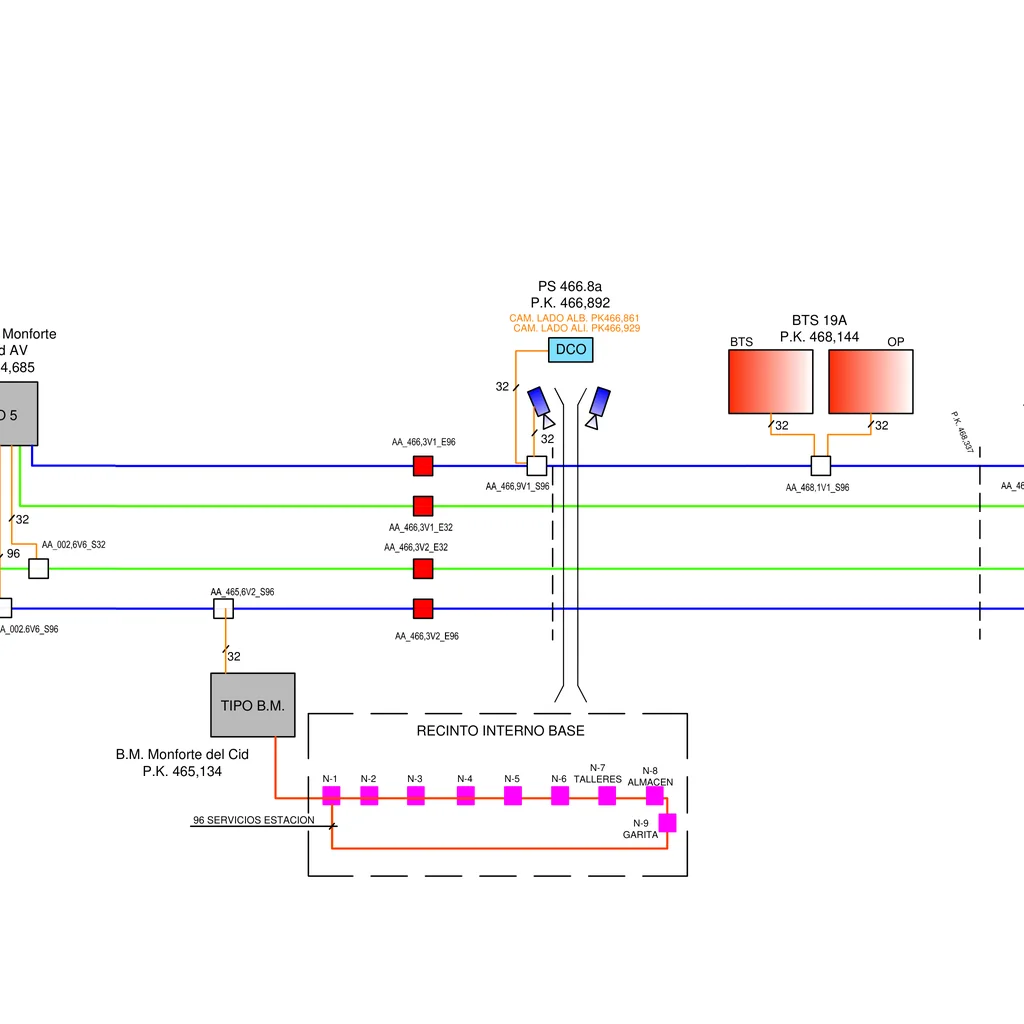 PS 466.8a
P.K. 466,892
CAM. LADO ALB. PK466,861
CAM. LADO ALI. PK466,929
DCO
32
32
BTS 19A
P.K. 468,144
BTS
OP
32
32
P.K. 468,337
Monforte
d AV
4,685
O 5
AA_466,3V1_E96
AA_466,9V1_S96
AA_468,1V1_S96
AA_46
32
AA_466,3V1_E32
AA_002,6V6_S32
AA_466,3V2_E32
96
AA_465,6V2_S96
A_002,6V6_S96
AA_466,3V2_E96
32
TIPO B.M.
B.M. Monforte del Cid
P.K. 465,134
RECINTO INTERNO BASE
N-1
N-2
N-3
N-4
N-5
N-6
N-7
TALLERES
N-8
ALMACEN
96 SERVICIOS ESTACION
N-9
GARITA